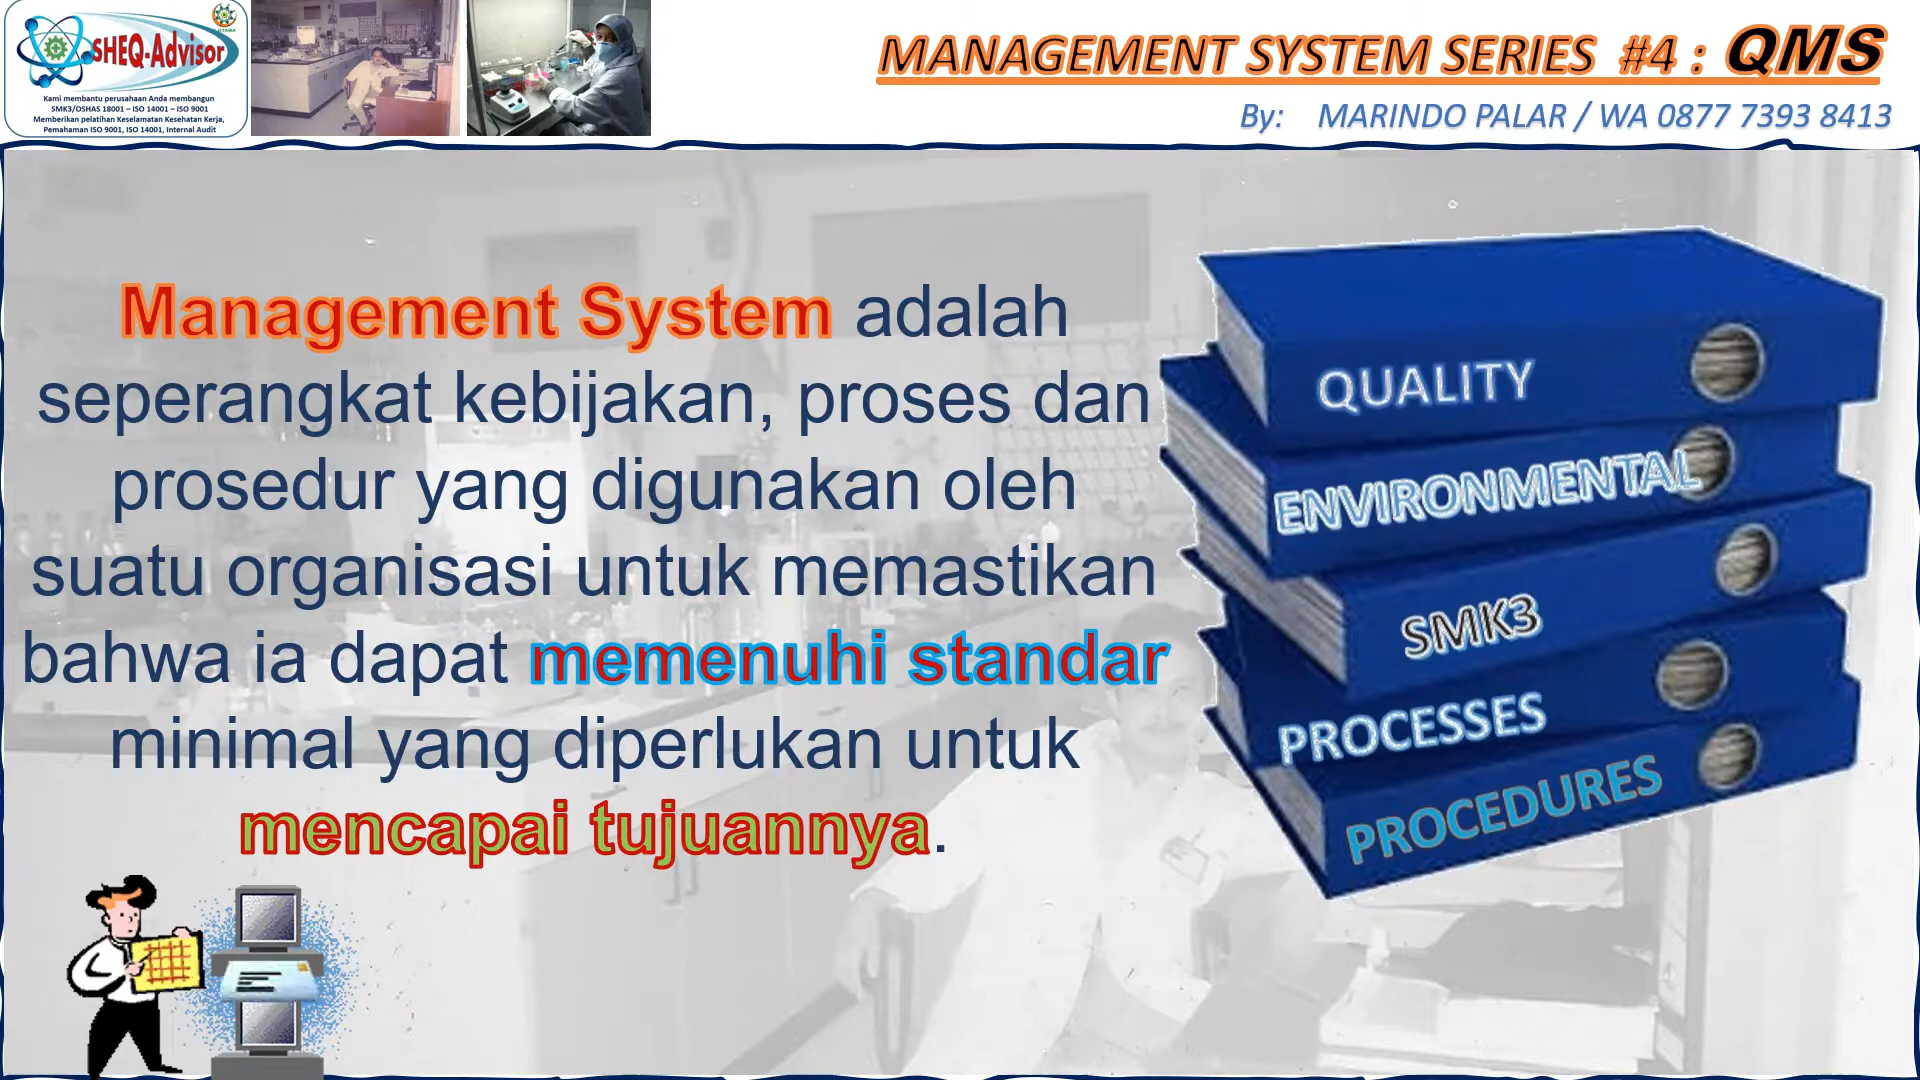 SHEQ-Advisor
Kami membantu perusahaan Anda membangun
SMK3/OSHAS 18001 – ISO 14001 – ISO 9001
Memberikan pelatihan Keselamatan Kesehatan Kerja,
Pemahaman ISO 9001, ISO 14001, Internal Audit
MANAGEMENT SYSTEM SERIES #4 : QMS
By: MARINDO PALAR / WA 0877 7393 8413
Management System adalah
seperangkat kebijakan, proses dan
prosedur yang digunakan oleh
suatu organisasi untuk memastikan
bahwa ia dapat memenuhi standar
minimal yang diperlukan untuk
mencapai tujuannya.
QUALITY
ENVIRONMENTAL
SMK3
PROCESSES
PROCEDURES